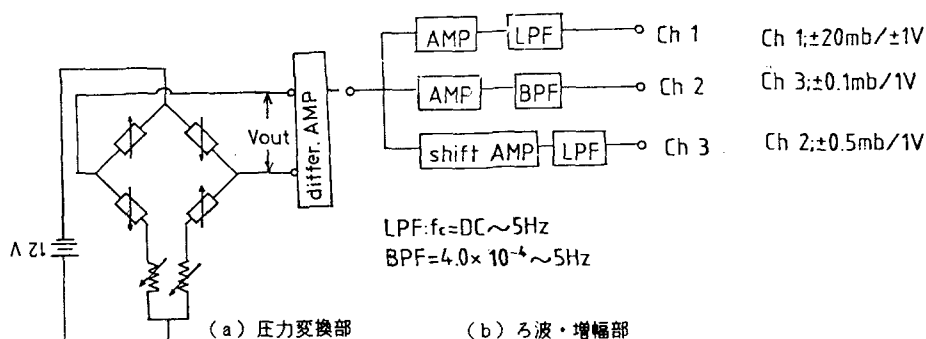 AMP LPF Ch 1 Ch 1;±20mb/±1V
AMP BPF Ch 2 Ch 3;±0.1mb/1V
shift AMP LPF Ch 3 Ch 2;±0.5mb/1V
Vout
differ. AMP
12 V
LPF:fc=DC～5Hz
BPF=4.0×10⁻⁴～5Hz
(a) 圧力変換部 (b) ろ波・増幅部